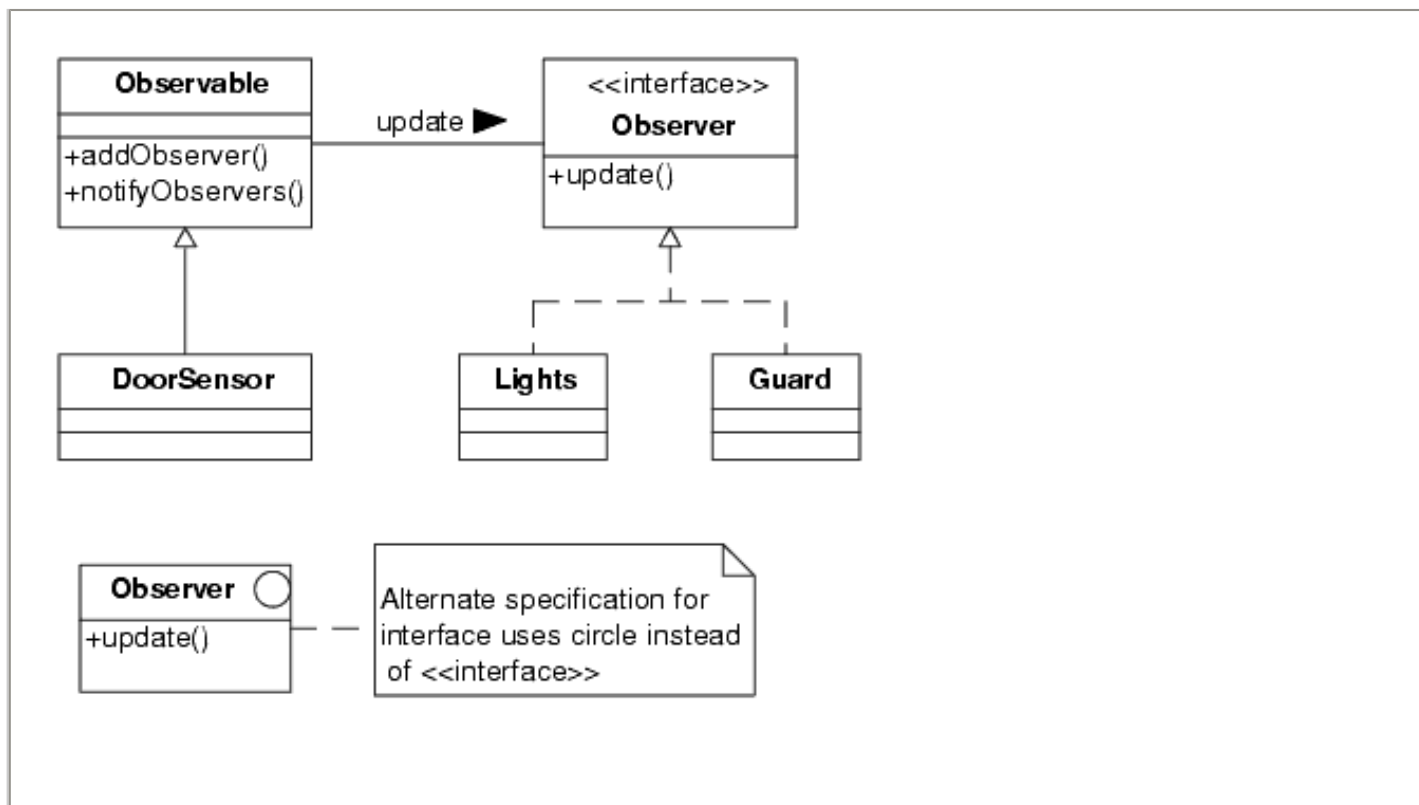 Observable
+addObserver()
+notifyObservers()
update
<<interface>>
Observer
+update()
DoorSensor
Lights
Guard
Observer
+update()
Alternate specification for
interface uses circle instead
of <<interface>>